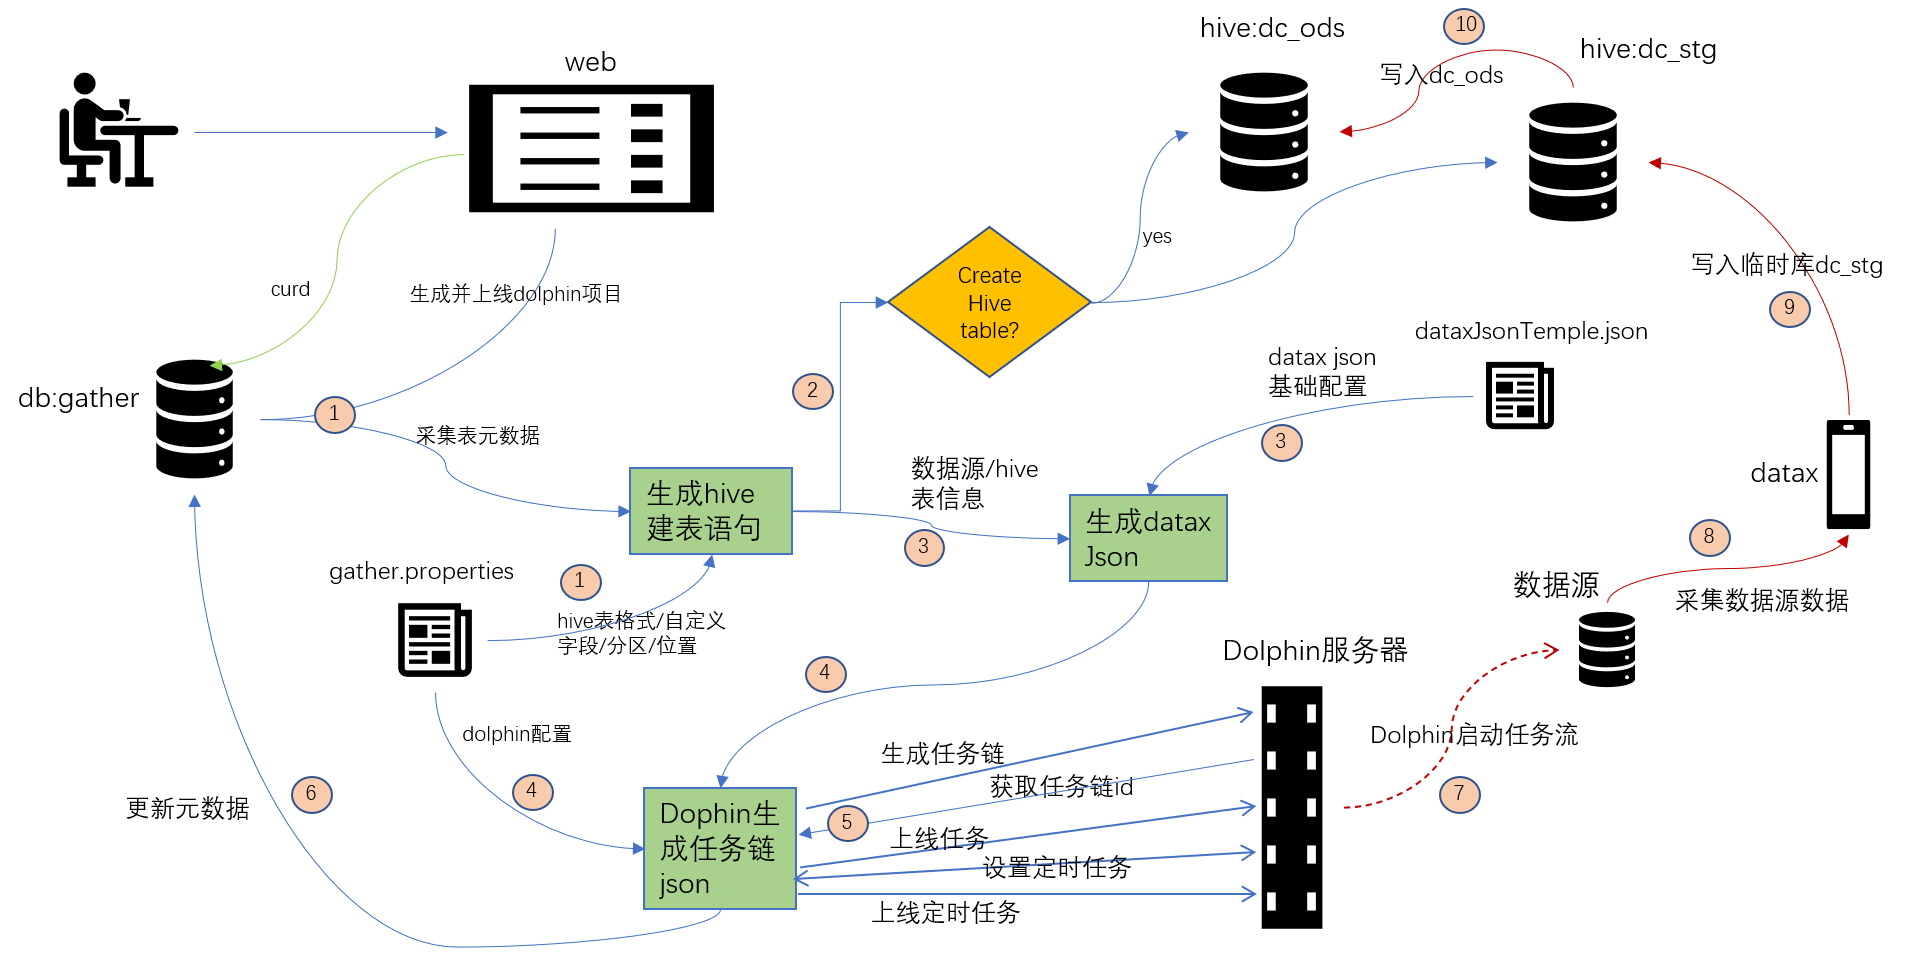 web
hive:dc_ods
10
hive:dc_stg
写入dc_ods
yes
Create
Hive
table?
curd
生成并上线dolphin项目
写入临时库dc_stg
9
db:gather
1
2
采集表元数据
dataxJsonTemple.json
datax json
基础配置
3
生成hive
建表语句
数据源/hive
表信息
3
生成datax
Json
datax
8
数据源
采集数据源数据
gather.properties
1
hive表格式/自定义
字段/分区/位置
4
dolphin配置
4
Dolphin服务器
Dolphin启动任务流
7
更新元数据
6
Dophin生
成任务链
json
生成任务链
获取任务链id
5
上线任务
设置定时任务
上线定时任务